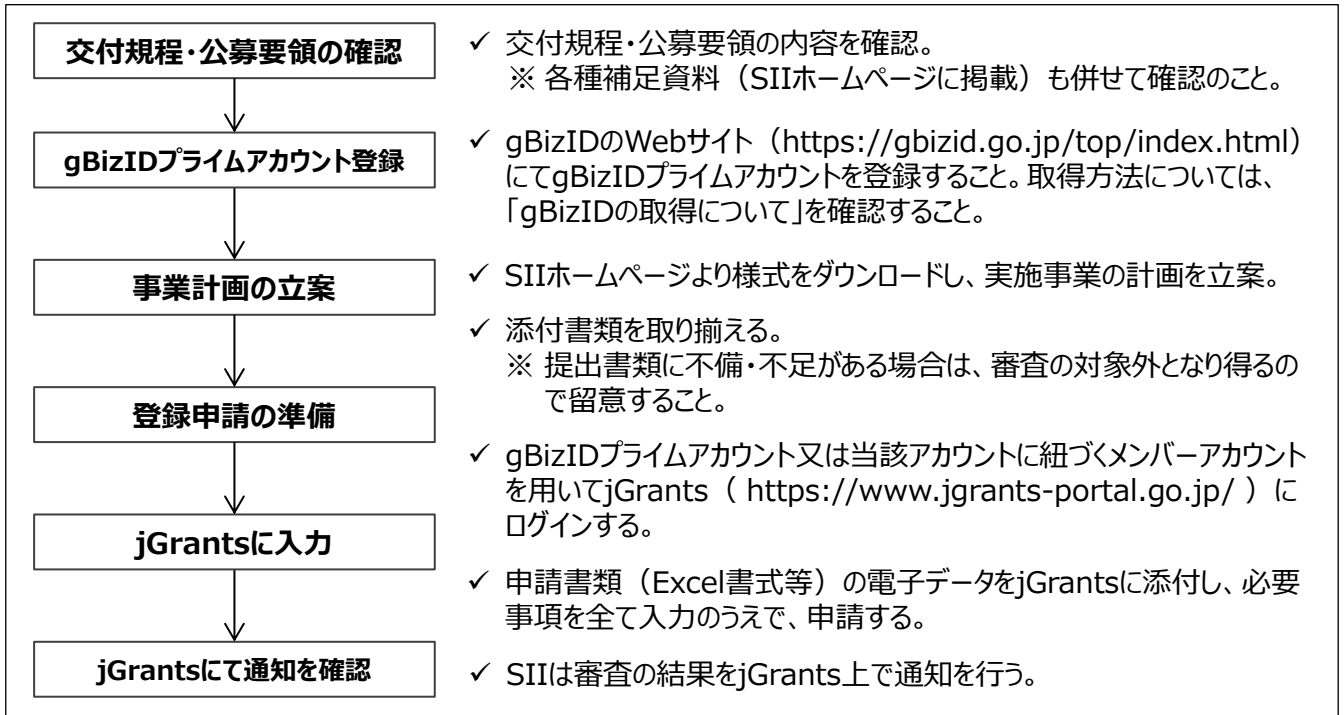 交付規程・公募要領の確認
✓ 交付規程・公募要領の内容を確認。
※ 各種補足資料（SIIホームページに掲載）も併せて確認のこと。
gBizIDプライムアカウント登録
✓ gBizIDのWebサイト（https://gbizid.go.jp/top/index.html）
にてgBizIDプライムアカウントを登録すること。取得方法については、
「gBizIDの取得について」を確認すること。
事業計画の立案
✓ SIIホームページより様式をダウンロードし、実施事業の計画を立案。
登録申請の準備
✓ 添付書類を取り揃える。
※ 提出書類に不備・不足がある場合は、審査の対象外となり得るの
で留意すること。
jGrantsに入力
✓ gBizIDプライムアカウント又は当該アカウントに紐づくメンバーアカウント
を用いてjGrants（ https://www.jgrants-portal.go.jp/ ）に
ログインする。
✓ 申請書類（Excel書式等）の電子データをjGrantsに添付し、必要
事項を全て入力のうえで、申請する。
jGrantsにて通知を確認
✓ SIIは審査の結果をjGrants上で通知を行う。